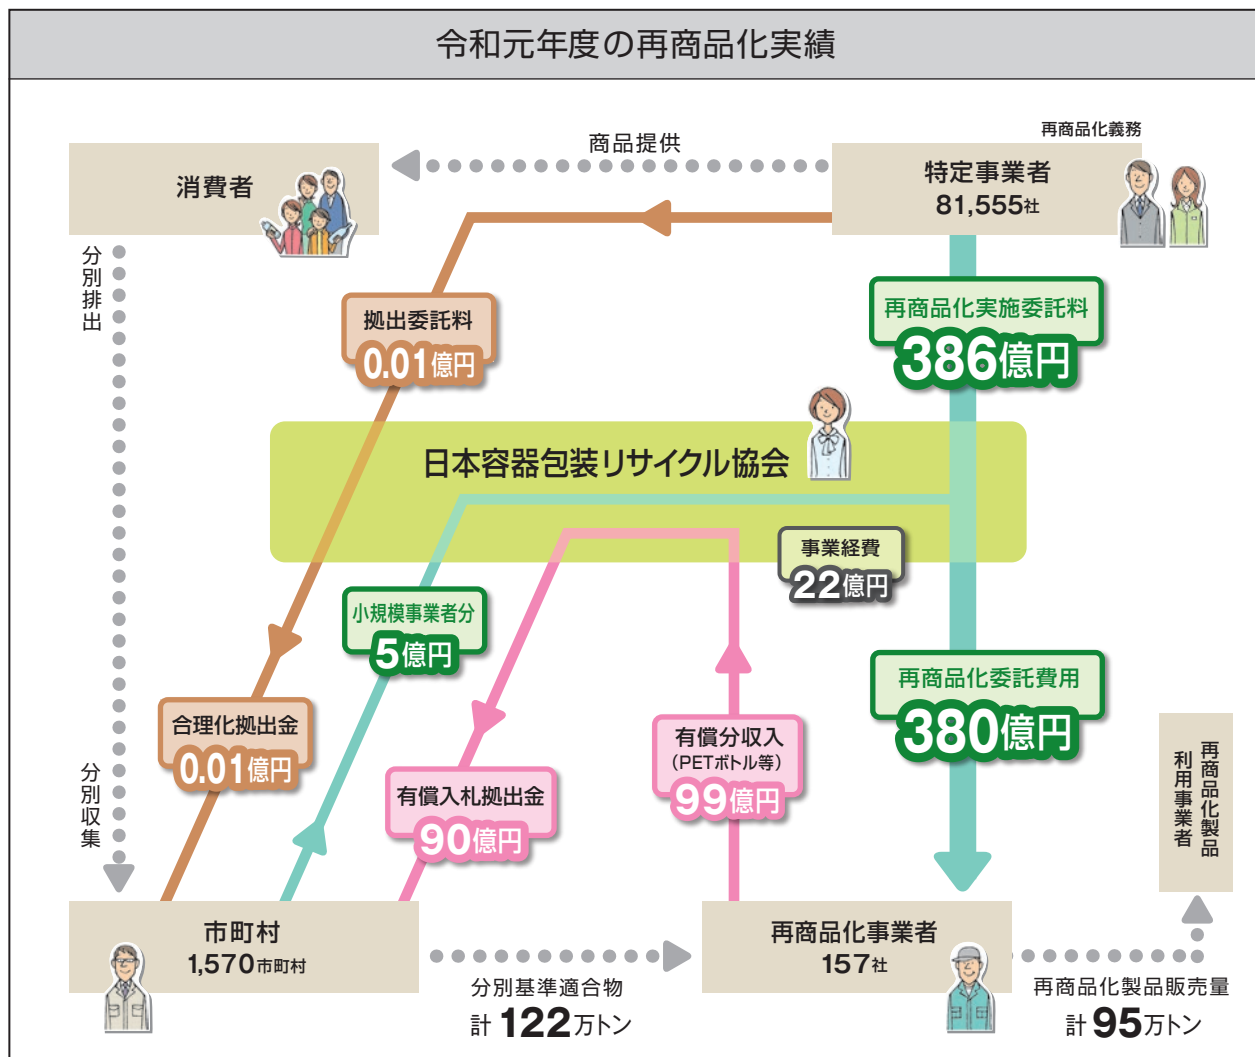 令和元年度の再商品化実績
再商品化義務
商品提供
消費者
特定事業者
81,555社
分別排出
拠出委託料
0.01億円
再商品化実施委託料
386億円
日本容器包装リサイクル協会
事業経費
22億円
小規模事業者分
5億円
再商品化委託費用
380億円
合理化拠出金
0.01億円
有償分収入
(PETボトル等)
99億円
有償入札拠出金
90億円
分別収集
再商品化製品
利用事業者
市町村
1,570市町村
再商品化事業者
157社
分別基準適合物
計 122万トン
再商品化製品販売量
計 95万トン